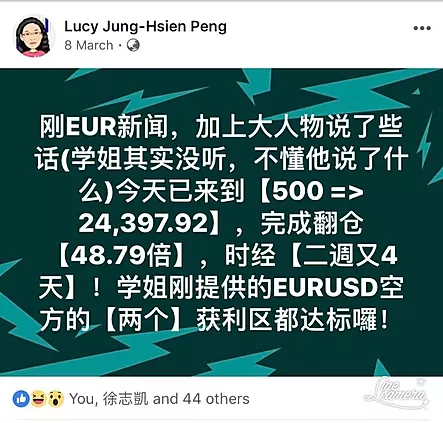 Lucy Jung-Hsien Peng
8 March ·
刚EUR新闻，加上大人物说了些
话(学姐其实没听，不懂他说了什
么)今天已来到【500 =>
24,397.92】，完成翻仓
【48.79倍】，时经【二週又4
天】！学姐刚提供的EURUSD空
方的【两个】获利区都达标囉！
You, 徐志凱 and 44 others
LiveCamera